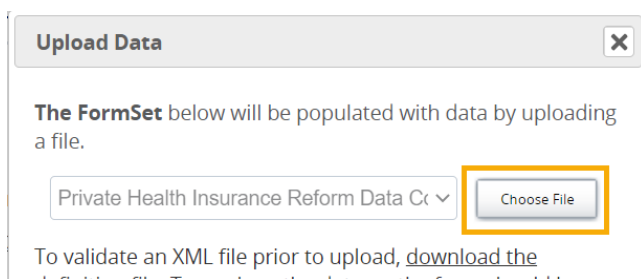 Upload Data
The FormSet below will be populated with data by uploading
a file.
Private Health Insurance Reform Data
Choose File
To validate an XML file prior to upload, download the